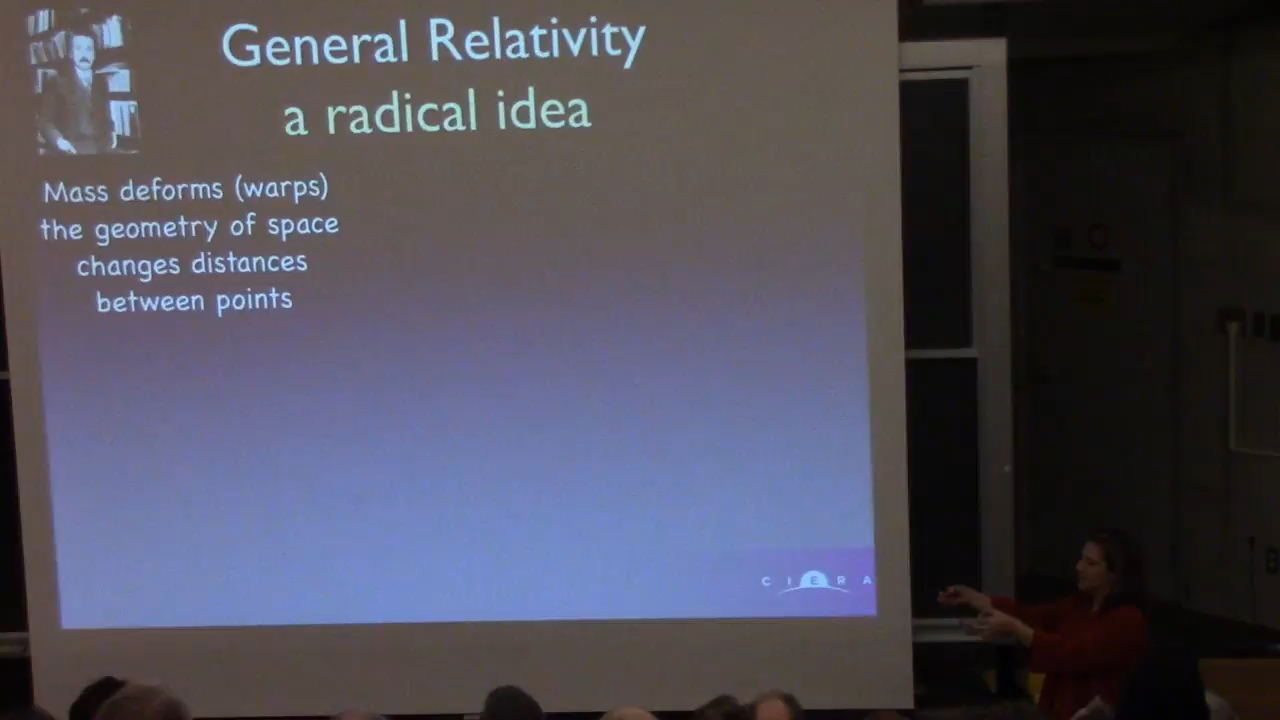 General Relativity
a radical idea
Mass deforms (warps)
the geometry of space
changes distances
between points
CIERA